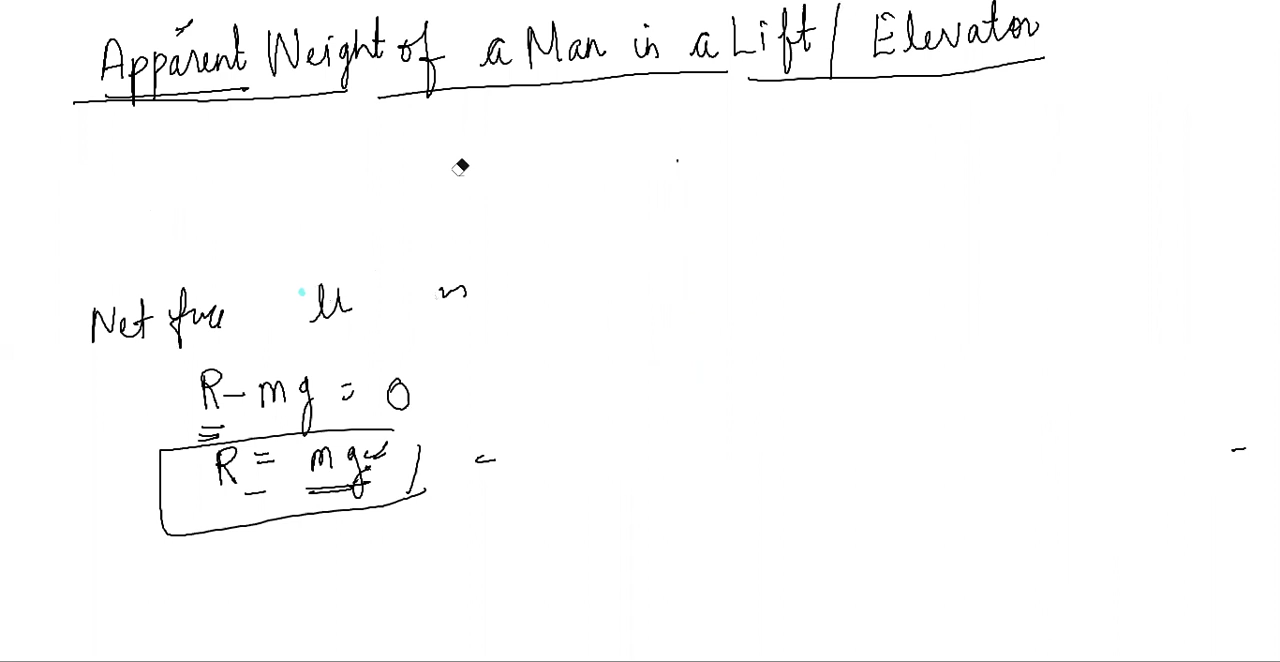 Apparent Weight of a Man in a Lift / Elevator
Net force
R - mg = 0
R = mg